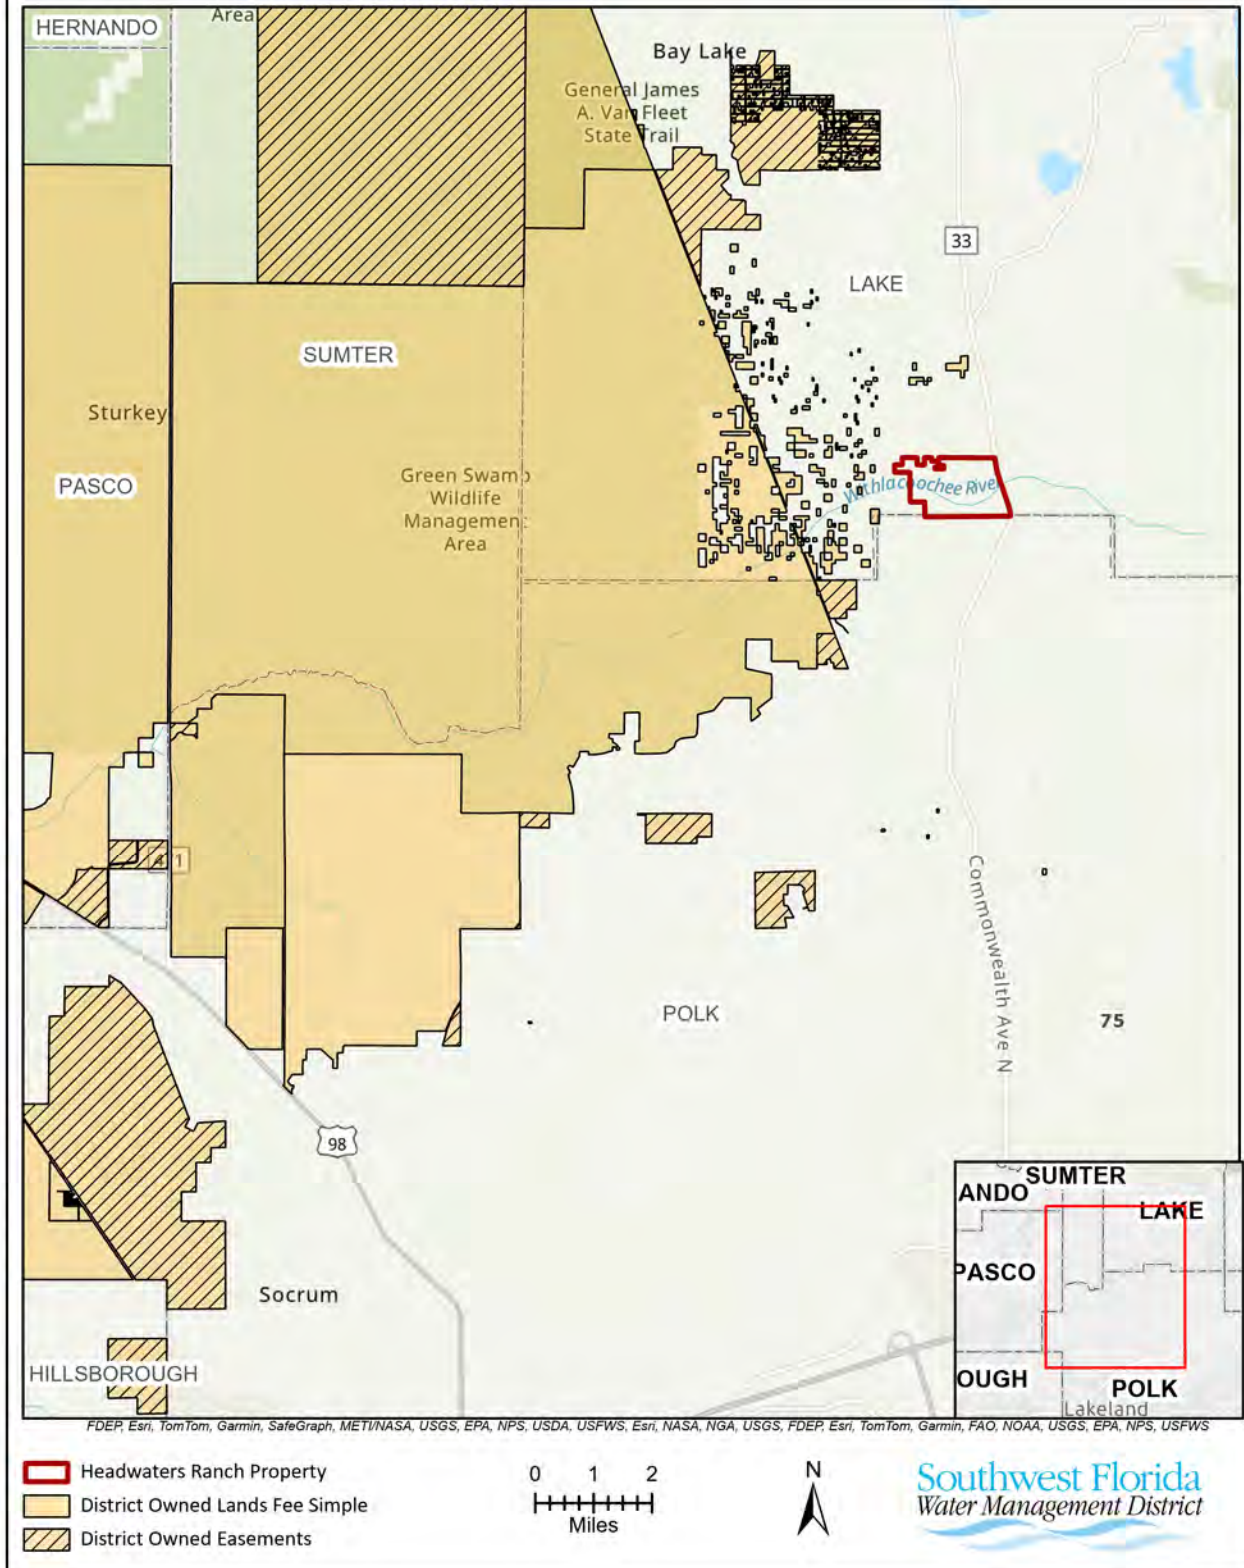 HERNANDO
Area
Bay Lake
General James
A. Van Fleet
State Trail
33
LAKE
SUMTER
Sturkey
PASCO
Green Swamp
Wildlife
Management
Area
Withlacoochee River
471
Commonwealth Ave N
POLK
75
98
Socrum
HILLSBOROUGH
SUMTER
ANDO
LAKE
PASCO
OUGH
POLK
Lakeland
FDEP, Esri, TomTom, Garmin, SafeGraph, METI/NASA, USGS, EPA, NPS, USDA, USFWS, Esri, NASA, NGA, USGS, FDEP, Esri, TomTom, Garmin, FAO, NOAA, USGS, EPA, NPS, USFWS
Headwaters Ranch Property
District Owned Lands Fee Simple
District Owned Easements
0 1 2
Miles
N
Southwest Florida
Water Management District